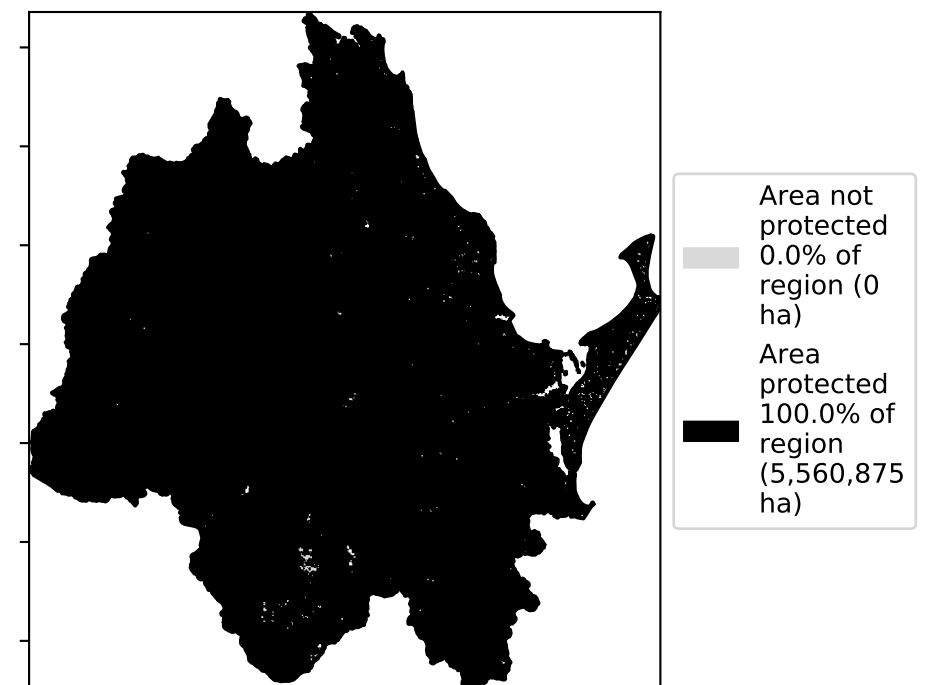 Area not
protected
0.0% of
region (0
ha)
Area
protected
100.0% of
region
(5,560,875
ha)